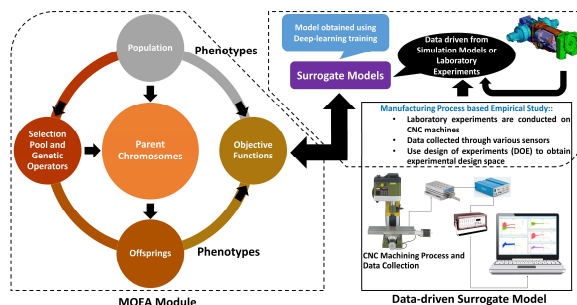 Population
Phenotypes
Selection
Pool and
Genetic
Operators
Parent
Chromosomes
Objective
Functions
Offsprings
Phenotypes
MOEA Module
Model obtained using
Deep-learning training
Surrogate Models
Data driven from
Simulation Models or
Laboratory
Experiments
Manufacturing Process based Empirical Study::
• Laboratory experiments are conducted on
CNC machines
• Data collected through various sensors
• Use design of experiments (DOE) to obtain
experimental design space
CNC Machining Process and
Data Collection
Data-driven Surrogate Model